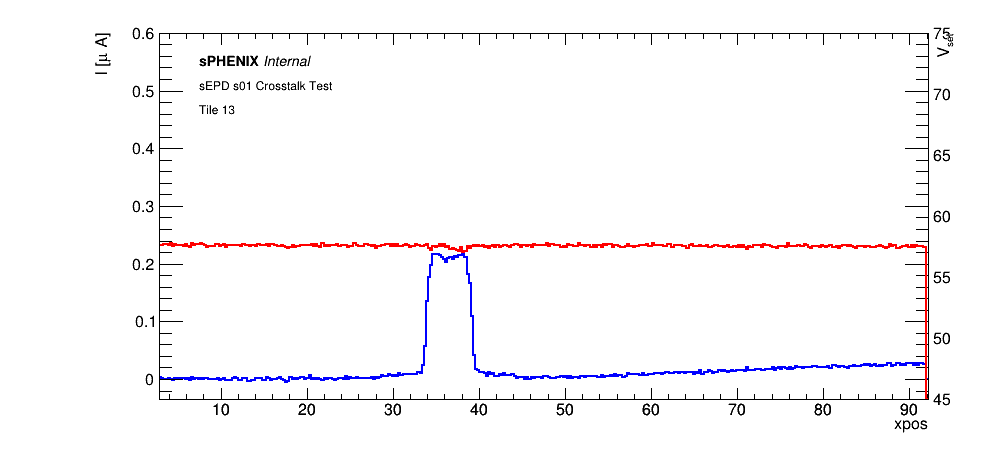 I [μ A]
0.6
0.5
0.4
0.3
0.2
0.1
0
sPHENIX Internal
sEPD s01 Crosstalk Test
Tile 13
75
70
65
60
55
50
45
V_set
10 20 30 40 50 60 70 80 90
xpos